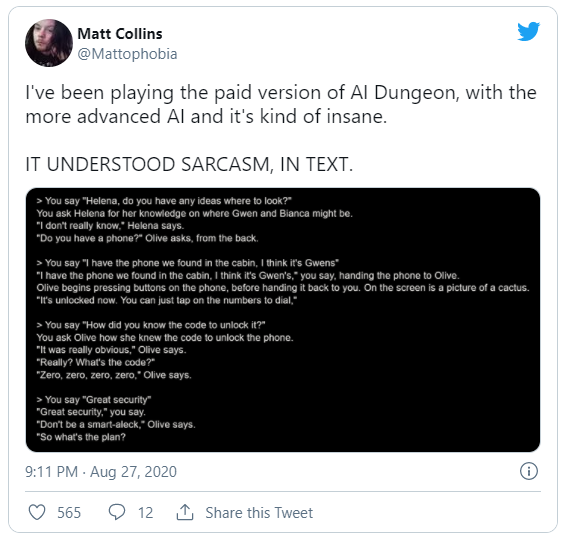 Matt Collins
@Mattophobia
I've been playing the paid version of AI Dungeon, with the
more advanced AI and it's kind of insane.
IT UNDERSTOOD SARCASM, IN TEXT.
> You say "Helena, do you have any ideas where to look?"
You ask Helena for her knowledge on where Gwen and Bianca might be.
"I don't really know," Helena says.
"Do you have a phone?" Olive asks, from the back.
> You say "I have the phone we found in the cabin, I think it's Gwens"
"I have the phone we found in the cabin, I think it's Gwen's," you say, handing the phone to Olive.
Olive begins pressing buttons on the phone, before handing it back to you. On the screen is a picture of a cactus.
"It's unlocked now. You can just tap on the numbers to dial,"
> You say "How did you know the code to unlock it?"
You ask Olive how she knew the code to unlock the phone.
"It was really obvious," Olive says.
"Really? What's the code?"
"Zero, zero, zero, zero," Olive says.
> You say "Great security"
"Great security," you say.
"Don't be a smart-aleck," Olive says.
"So what's the plan?
9:11 PM · Aug 27, 2020
565 12 Share this Tweet